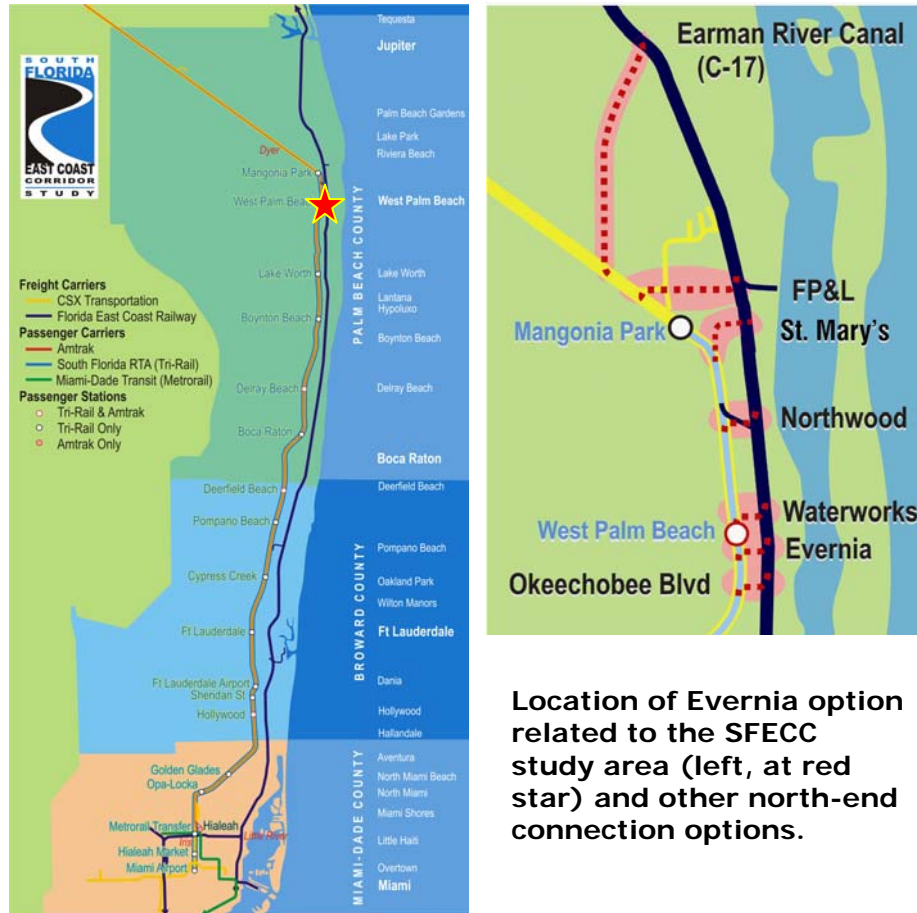 SOUTH
FLORIDA
EAST COAST
CORRIDOR
STUDY
Freight Carriers
CSX Transportation
Florida East Coast Railway
Passenger Carriers
Amtrak
South Florida RTA (Tri-Rail)
Miami-Dade Transit (Metrorail)
Passenger Stations
Tri-Rail & Amtrak
Tri-Rail Only
Amtrak Only
Dyer
Mangonia Park
West Palm Beach
Lake Worth
Boynton Beach
Delray Beach
Boca Raton
Deerfield Beach
Pompano Beach
Cypress Creek
Ft Lauderdale
Ft Lauderdale Airport
Sheridan St
Hollywood
Golden Glades
Opa-Locka
Metrorail Transfer
Hialeah
Iris
Little River
Hialeah Market
Miami Airport
PALM BEACH COUNTY
BROWARD COUNTY
MIAMI-DADE COUNTY
Tequesta
Jupiter
Palm Beach Gardens
Lake Park
Riviera Beach
West Palm Beach
Lake Worth
Lantana
Hypoluxo
Boynton Beach
Delray Beach
Boca Raton
Deerfield Beach
Pompano Beach
Oakland Park
Wilton Manors
Ft Lauderdale
Dania
Hollywood
Hallandale
Aventura
North Miami Beach
North Miami
Miami Shores
Little Haiti
Overtown
Miami
Earman River Canal
(C-17)
FP&L
Mangonia Park
St. Mary's
Northwood
Waterworks
West Palm Beach
Evernia
Okeechobee Blvd
Location of Evernia option
related to the SFECC
study area (left, at red
star) and other north-end
connection options.